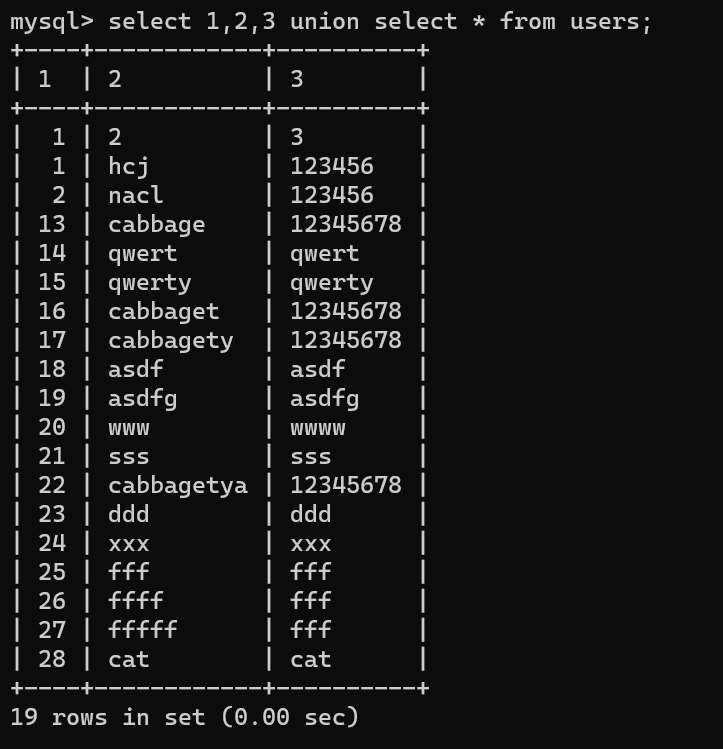 mysql> select 1,2,3 union select * from users;
+----+------------+----------+
| 1  | 2          | 3        |
+----+------------+----------+
|  1 | 2          | 3        |
|  1 | hcj        | 123456   |
|  2 | nacl       | 123456   |
| 13 | cabbage    | 12345678 |
| 14 | qwert      | qwert    |
| 15 | qwerty     | qwerty   |
| 16 | cabbaget   | 12345678 |
| 17 | cabbagety  | 12345678 |
| 18 | asdf       | asdf     |
| 19 | asdfg      | asdfg    |
| 20 | www        | wwww     |
| 21 | sss        | sss      |
| 22 | cabbagetya | 12345678 |
| 23 | ddd        | ddd      |
| 24 | xxx        | xxx      |
| 25 | fff        | fff      |
| 26 | ffff       | fff      |
| 27 | fffff      | fff      |
| 28 | cat        | cat      |
+----+------------+----------+
19 rows in set (0.00 sec)